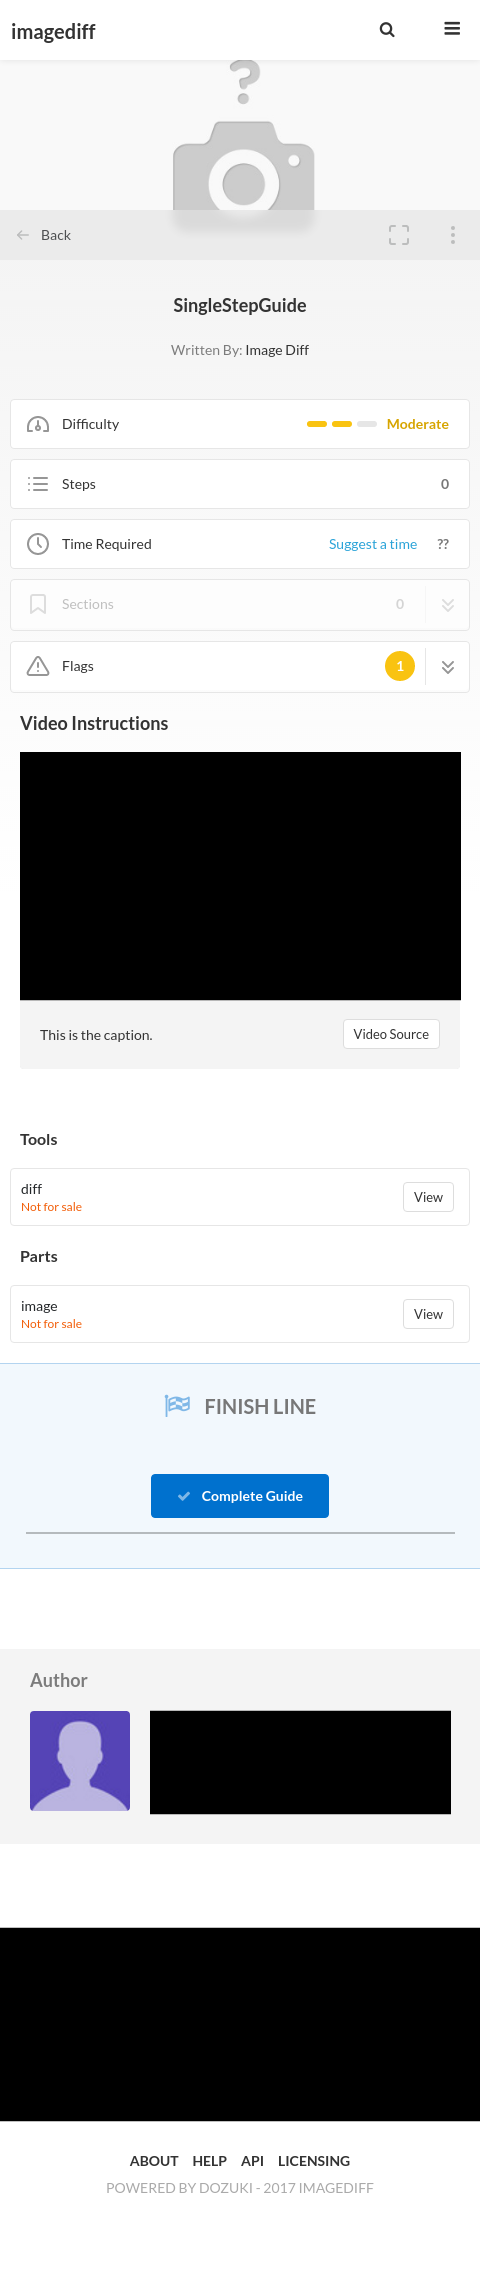 imagediff
?
Back
SingleStepGuide
Written By: Image Diff
Difficulty Moderate
Steps 0
Time Required Suggest a time ??
Sections 0
Flags 1
Video Instructions
This is the caption. Video Source
Tools
diff
Not for sale
View
Parts
image
Not for sale
View
FINISH LINE
Complete Guide
Author
ABOUT HELP API LICENSING
POWERED BY DOZUKI - 2017 IMAGEDIFF